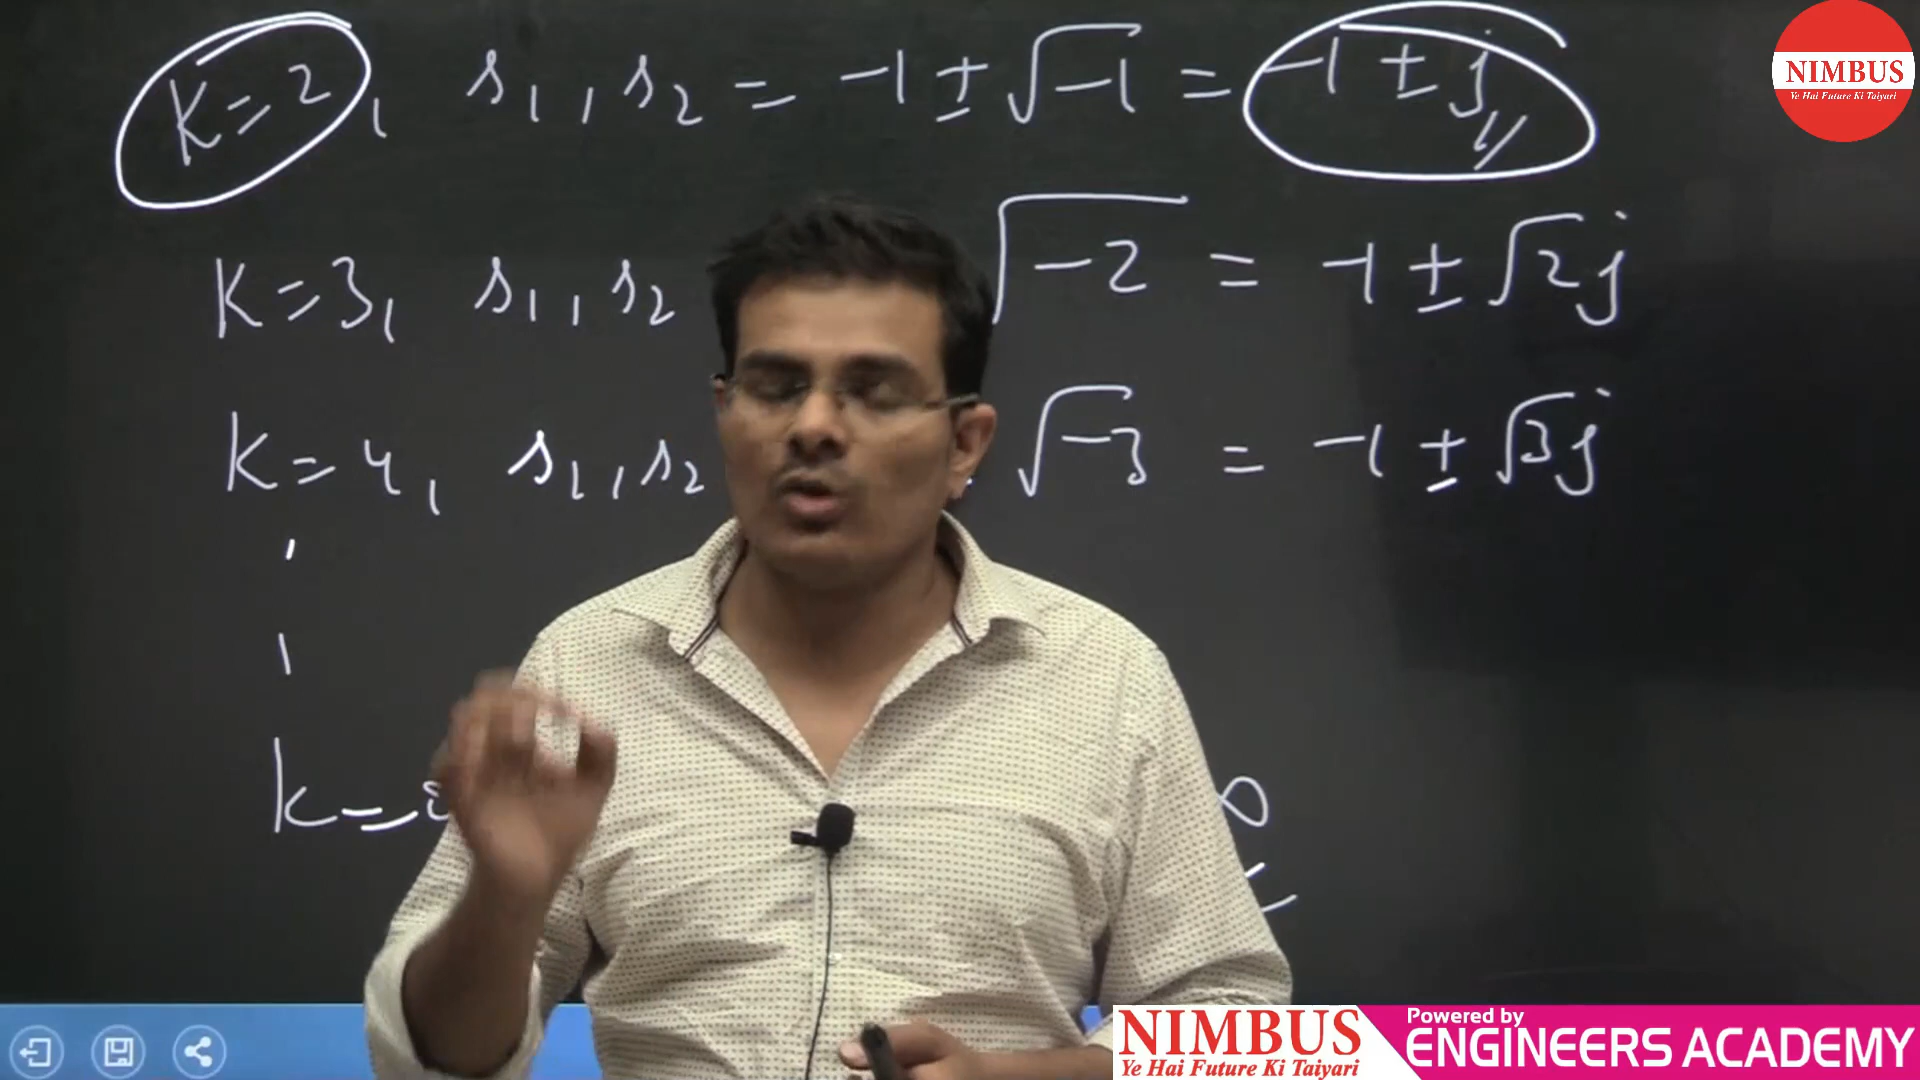 K=2, s1, s2 = -1 ± √-1 = -1 ± j
NIMBUS
Ye Hai Future Ki Taiyari
K=3, s1, s2 √-2 = -1 ± √2j
K=4, s1, s2 √-3 = -1 ± √3j
k=
NIMBUS
Ye Hai Future Ki Taiyari
Powered by
ENGINEERS ACADEMY